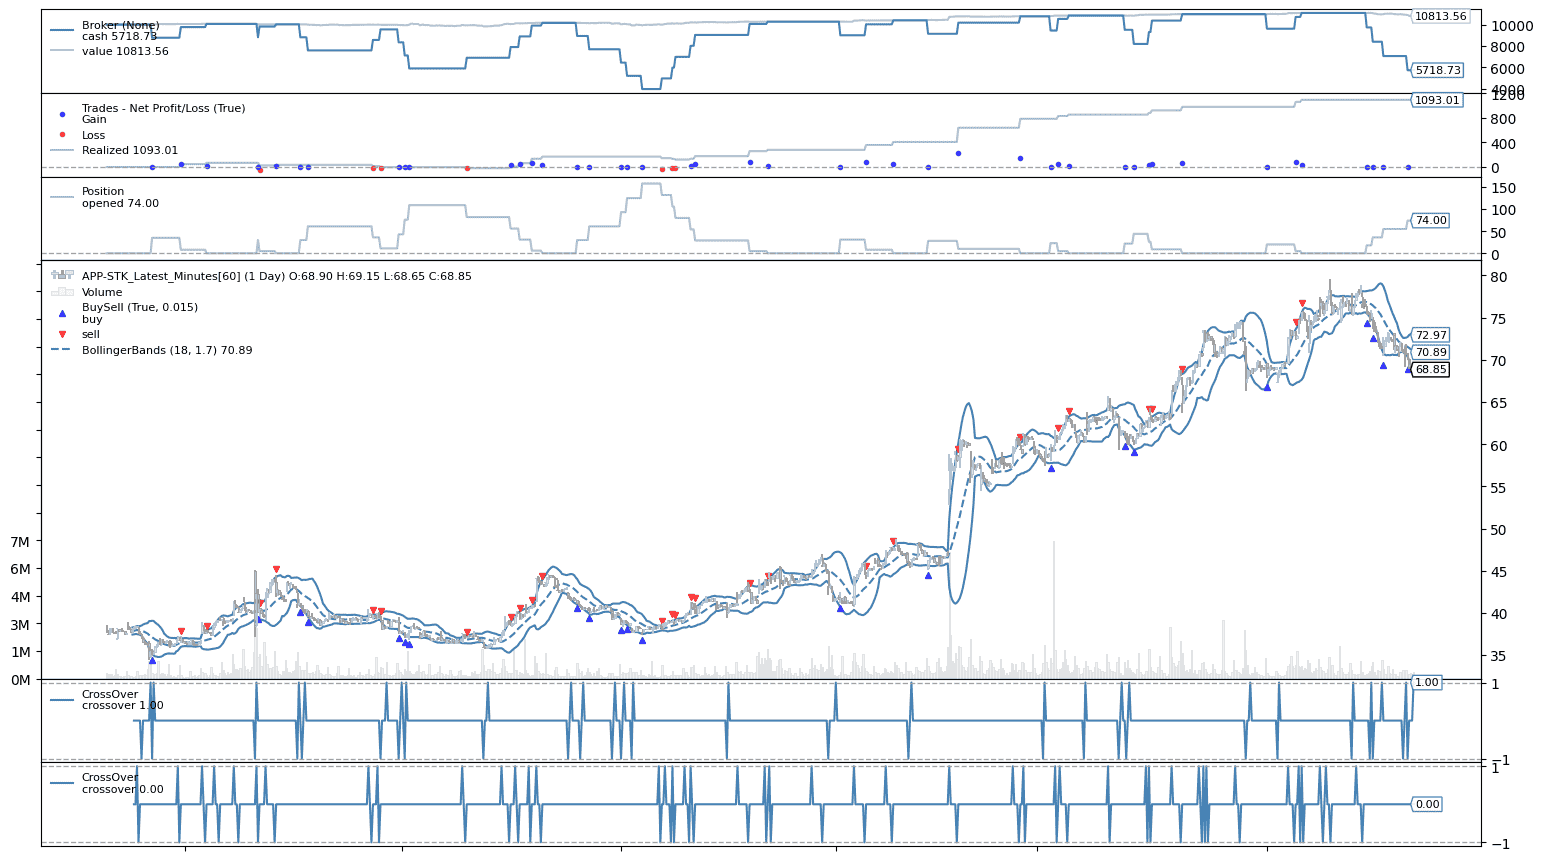 Broker (None)
cash 5718.73
value 10813.56
10813.56
10000
8000
6000
5718.73
4000
Trades - Net Profit/Loss (True)
Gain
Loss
Realized 1093.01
1200
1093.01
800
400
0
Position
opened 74.00
150
100
74.00
50
0
APP-STK_Latest_Minutes[60] (1 Day) O:68.90 H:69.15 L:68.65 C:68.85
Volume
BuySell (True, 0.015)
buy
sell
BollingerBands (18, 1.7) 70.89
80
75
72.97
70.89
70
68.85
65
60
55
50
45
40
35
7M
6M
4M
3M
1M
0M
CrossOver
crossover 1.00
1.00
1
−1
CrossOver
crossover 0.00
1
0.00
−1